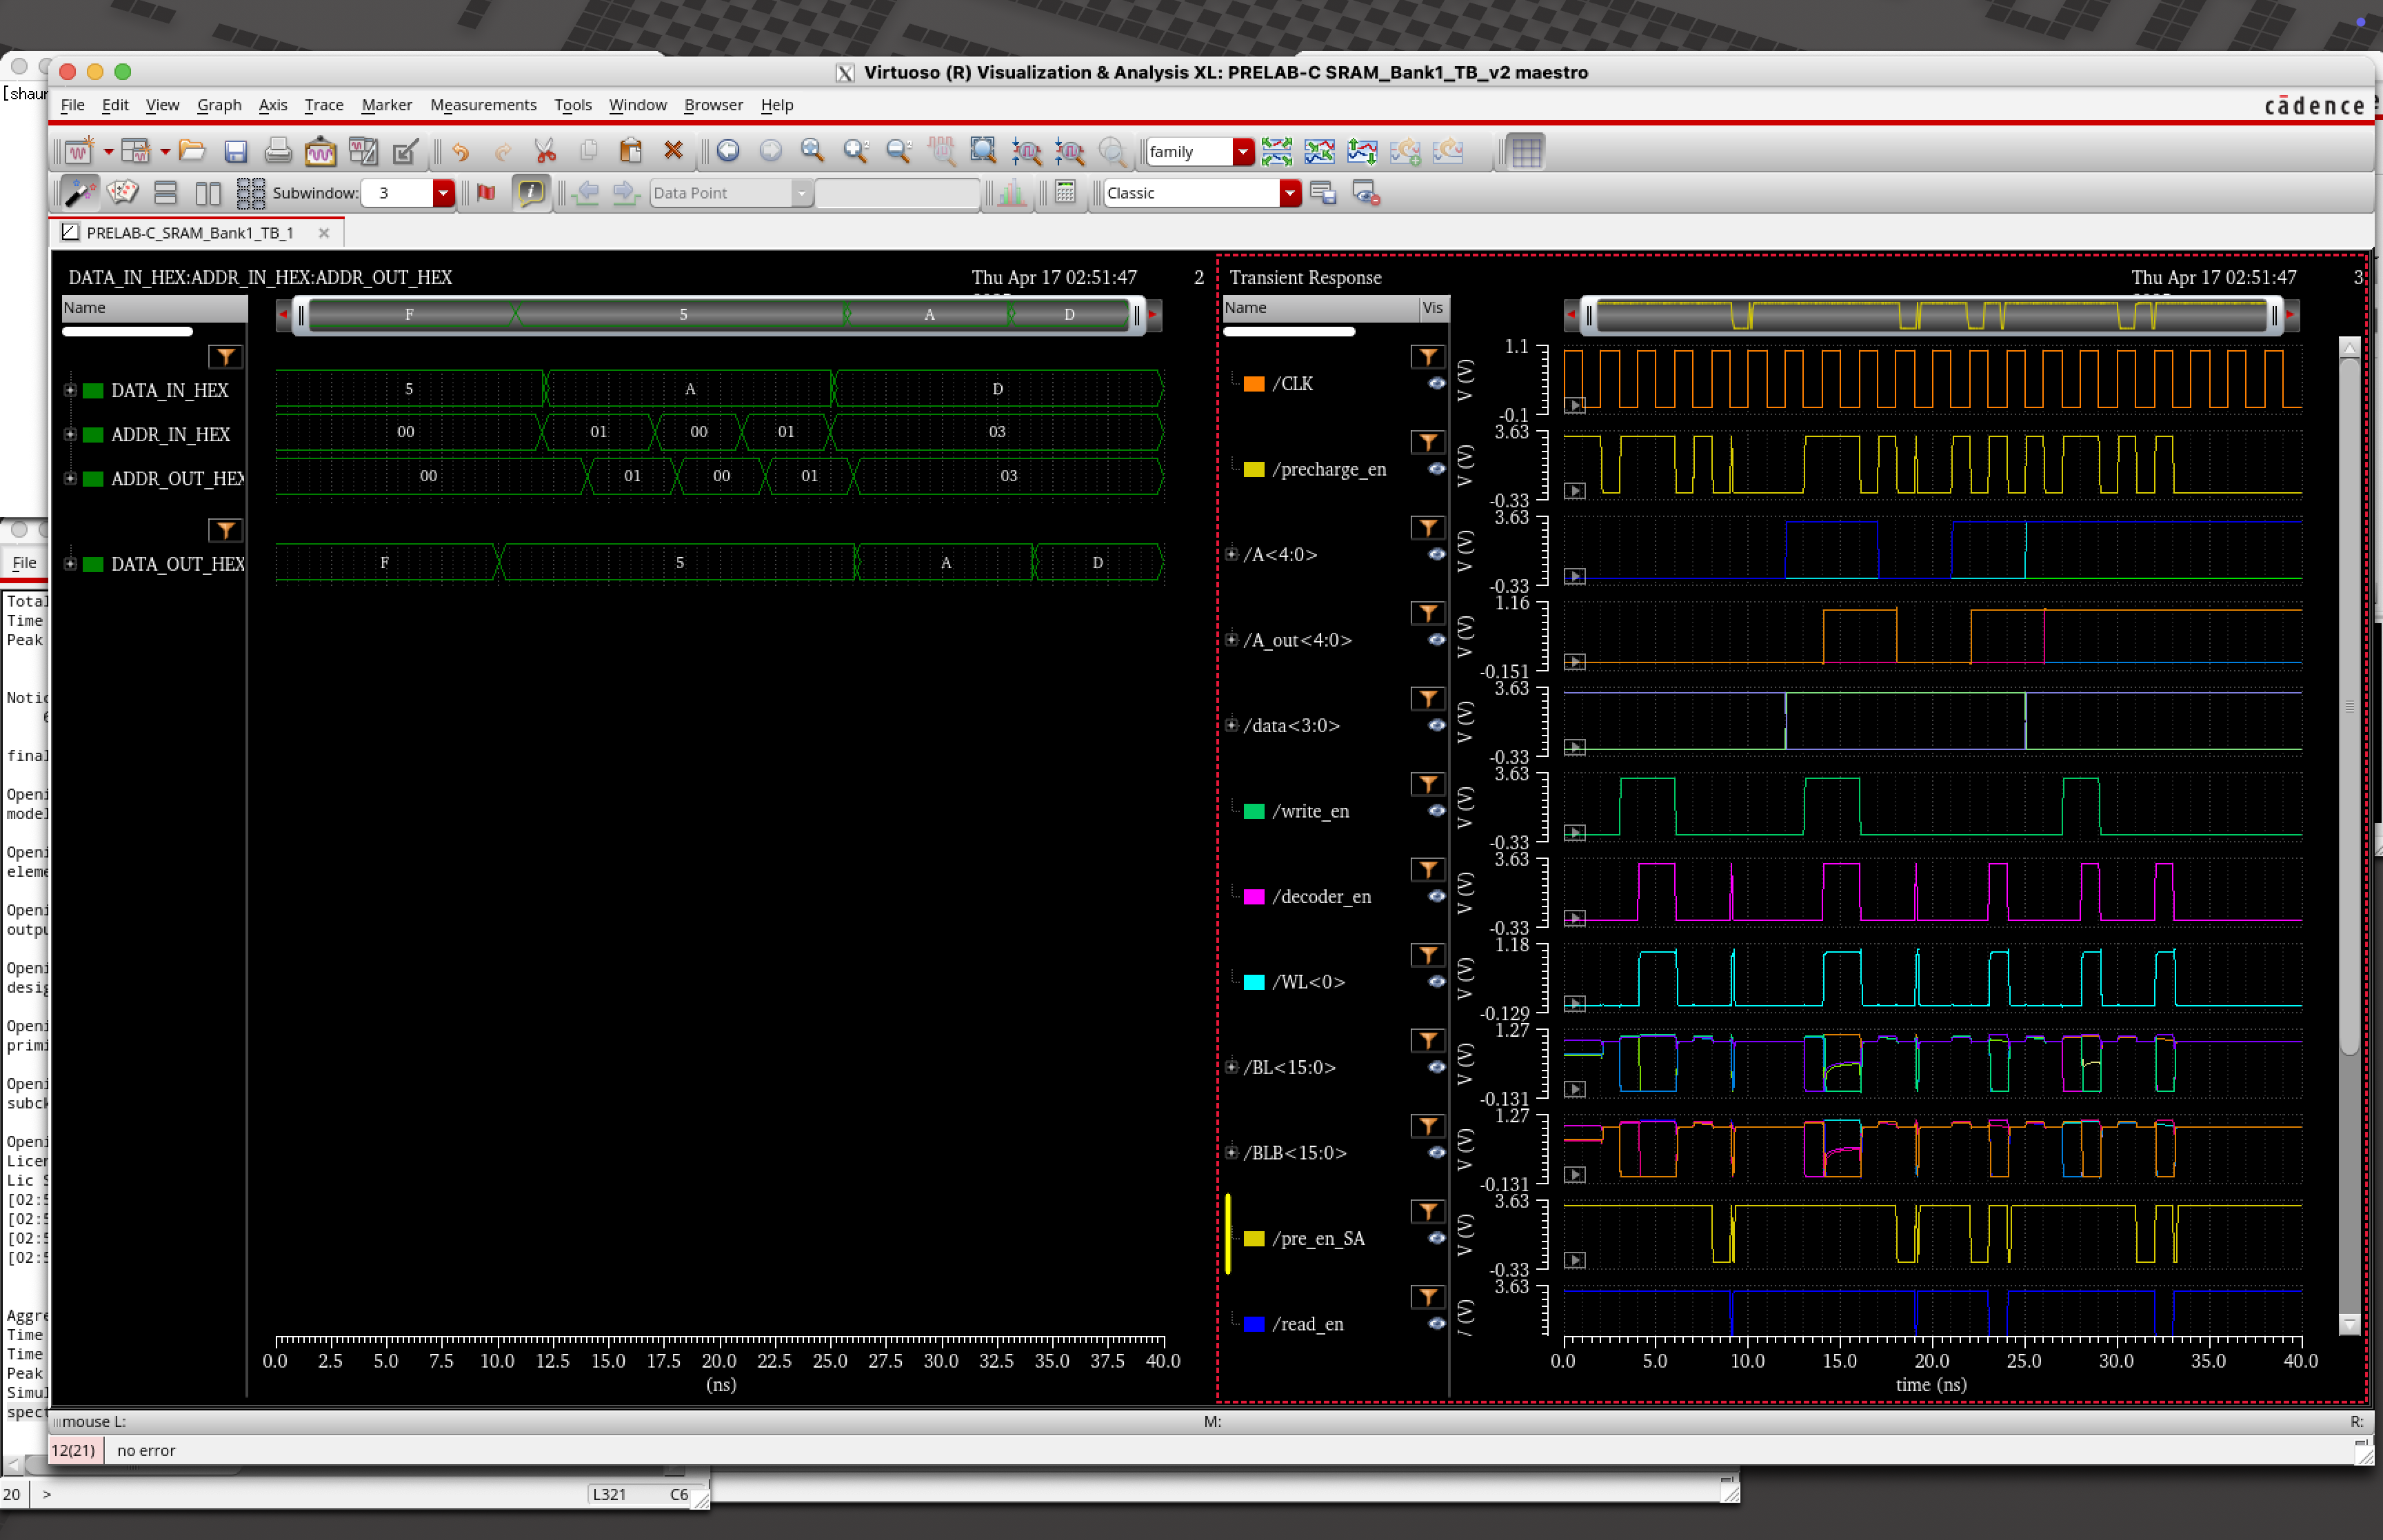 Virtuoso (R) Visualization & Analysis XL: PRELAB-C SRAM_Bank1_TB_v2 maestro
[shaur
File Edit View Graph Axis Trace Marker Measurements Tools Window Browser Help
cādence
family
Subwindow: 3
Data Point
Classic
PRELAB-C_SRAM_Bank1_TB_1
DATA_IN_HEX:ADDR_IN_HEX:ADDR_OUT_HEX
Thu Apr 17 02:51:47
2
Name
F 5 A D
DATA_IN_HEX
5 A D
ADDR_IN_HEX
00 01 00 01 03
ADDR_OUT_HEX
00 01 00 01 03
DATA_OUT_HEX
F 5 A D
0.0 2.5 5.0 7.5 10.0 12.5 15.0 17.5 20.0 22.5 25.0 27.5 30.0 32.5 35.0 37.5 40.0
(ns)
Transient Response
Thu Apr 17 02:51:47
3
Name Vis
/CLK
V (V)
1.1
-0.1
/precharge_en
V (V)
3.63
-0.33
/A<4:0>
V (V)
3.63
-0.33
/A_out<4:0>
V (V)
1.16
-0.151
/data<3:0>
V (V)
3.63
-0.33
/write_en
V (V)
3.63
-0.33
/decoder_en
V (V)
3.63
-0.33
/WL<0>
V (V)
1.18
-0.129
/BL<15:0>
V (V)
1.27
-0.131
/BLB<15:0>
V (V)
1.27
-0.131
/pre_en_SA
V (V)
3.63
-0.33
/read_en
3.63
0.0 5.0 10.0 15.0 20.0 25.0 30.0 35.0 40.0
time (ns)
File
Total
Time
Peak
Notic
final
Openi
model
Openi
eleme
Openi
outpu
Openi
desig
Openi
primi
Openi
subck
Openi
Licen
Lic S
[02:5
[02:5
[02:5
[02:5
Aggre
Time
Time
Peak
Simul
spect
mouse L: M: R:
12(21) no error
20 > L321 C6